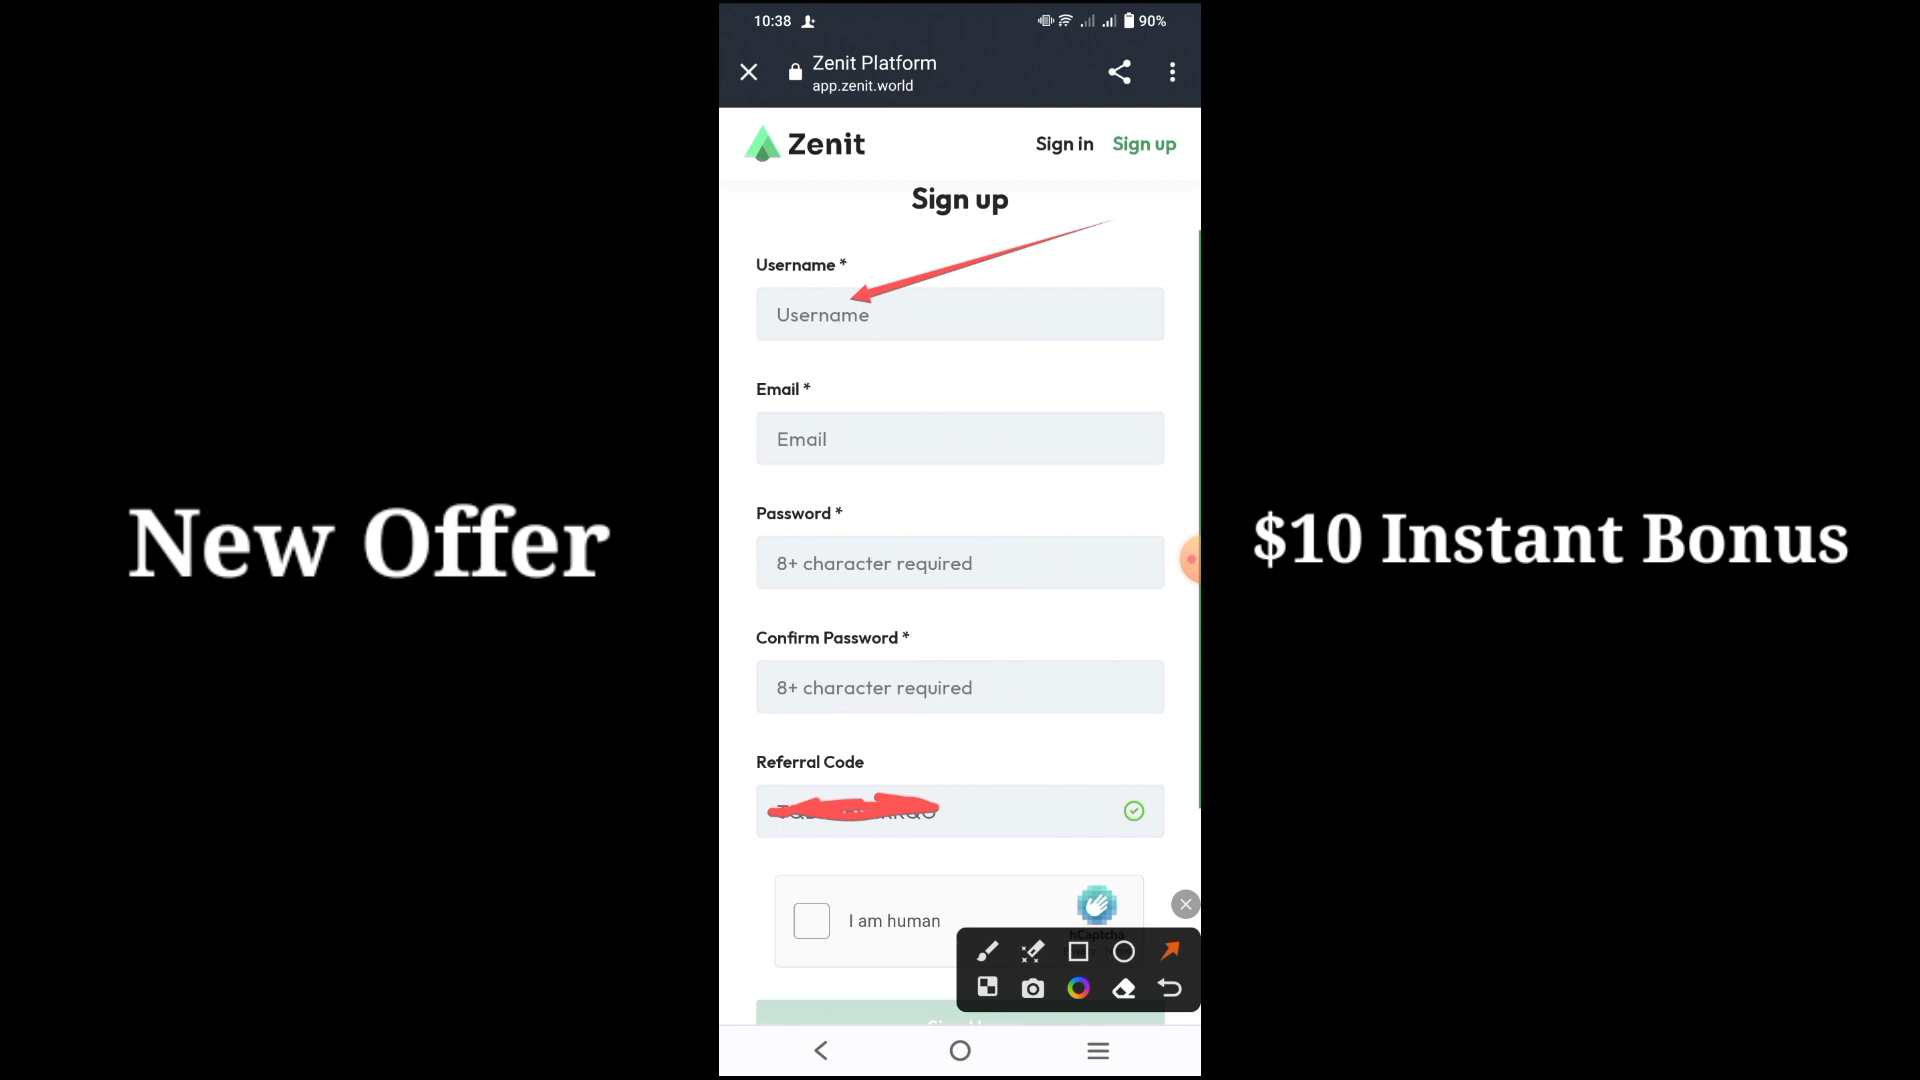 10:38
90%
Zenit Platform
app.zenit.world
Zenit
Sign in
Sign up
Sign up
Username *
Username
Email *
Email
Password *
8+ character required
Confirm Password *
8+ character required
Referral Code
I am human
hCaptcha
New Offer
$10 Instant Bonus